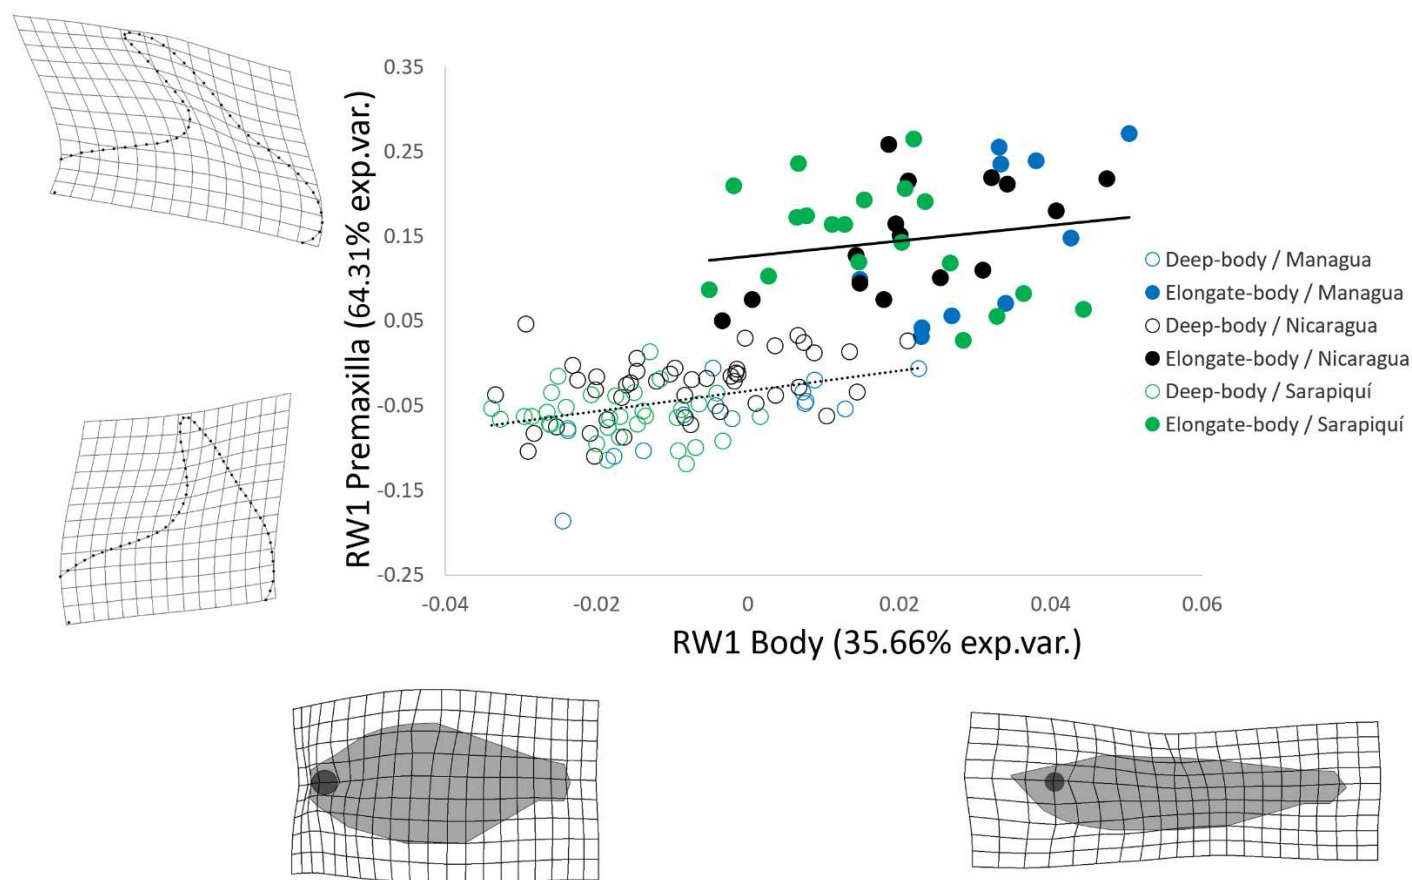 RW1 Premaxilla (64.31% exp.var.)
0.35
0.25
0.15
0.05
-0.05
-0.15
-0.25
-0.04
-0.02
0
0.02
0.04
0.06
RW1 Body (35.66% exp.var.)
Deep-body / Managua
Elongate-body / Managua
Deep-body / Nicaragua
Elongate-body / Nicaragua
Deep-body / Sarapiquí
Elongate-body / Sarapiquí